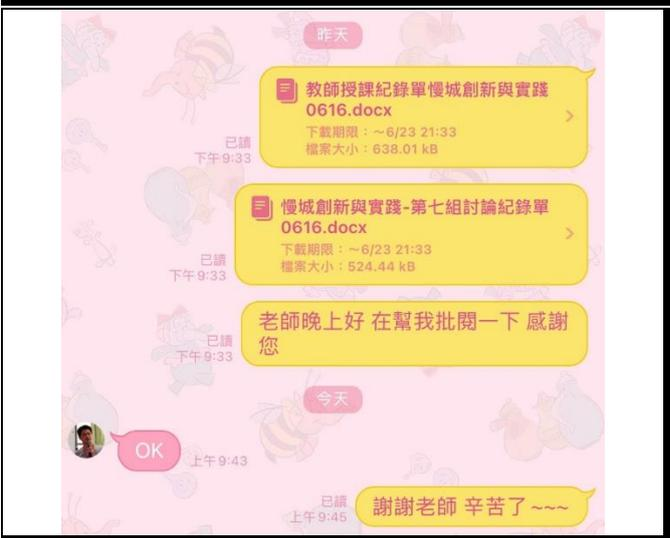 昨天
教師授課紀錄單慢城創新與實踐
0616.docx
下載期限：～6/23 21:33
檔案大小：638.01 kB
已讀
下午9:33
慢城創新與實踐-第七組討論紀錄單
0616.docx
下載期限：～6/23 21:33
檔案大小：524.44 kB
已讀
下午9:33
老師晚上好 在幫我批閱一下 感謝
您
已讀
下午9:33
今天
OK
上午9:43
謝謝老師 辛苦了~~~
已讀
上午9:45